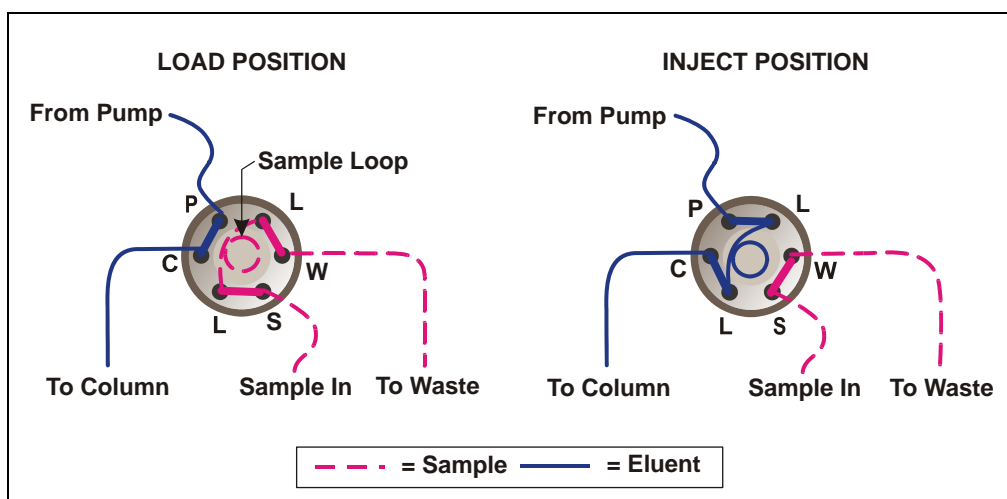 LOAD POSITION
From Pump
Sample Loop
P
L
C
W
L
S
To Column
Sample In
To Waste
INJECT POSITION
From Pump
P
L
C
W
L
S
To Column
Sample In
To Waste
= Sample
= Eluent